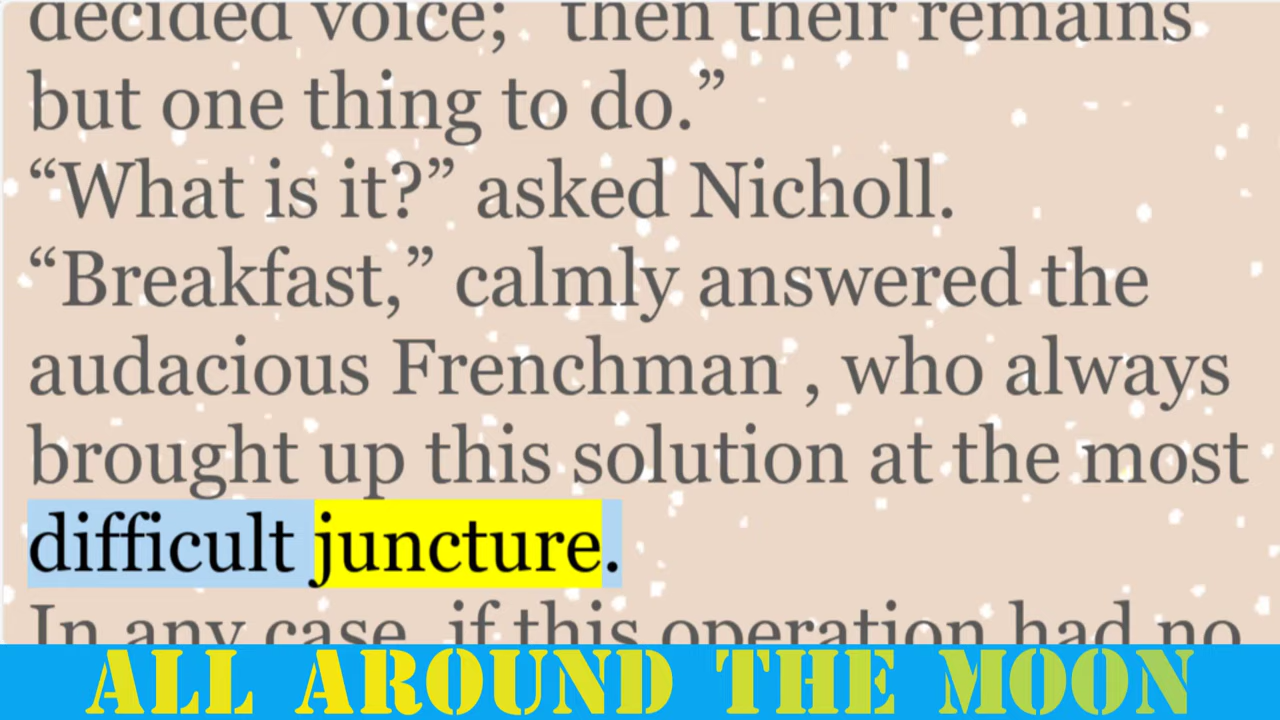 decided voice; “then their remains
but one thing to do.”
“What is it?” asked Nicholl.
“Breakfast,” calmly answered the
audacious Frenchman , who always
brought up this solution at the most
difficult juncture.
In any case, if this operation had no
ALL AROUND THE MOON